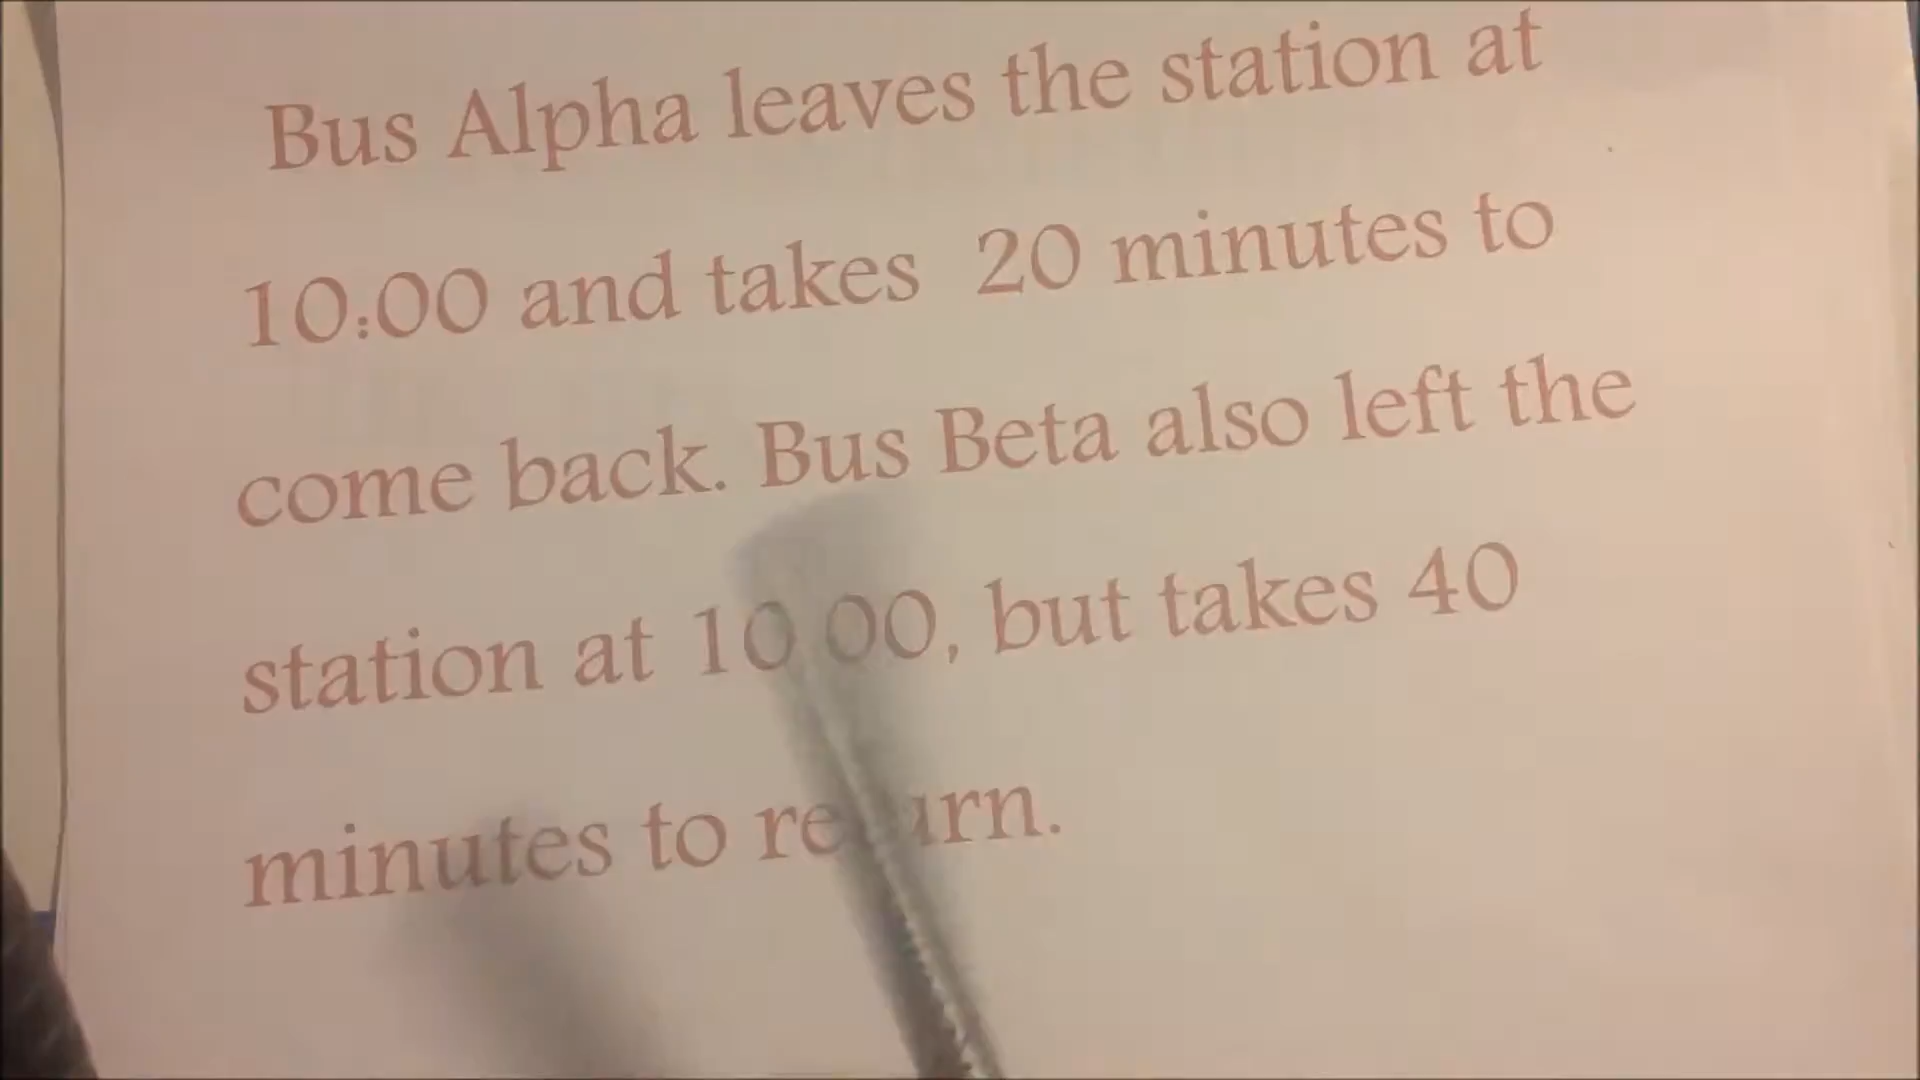 Bus Alpha leaves the station at
10:00 and takes 20 minutes to
come back. Bus Beta also left the
station at 10 00, but takes 40
minutes to